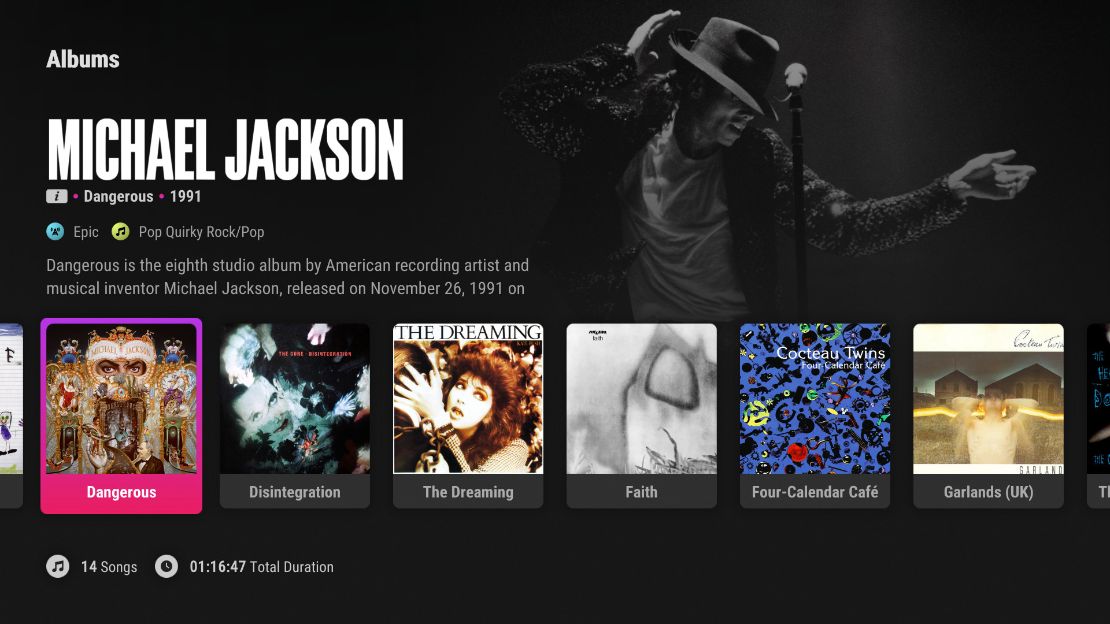 Albums
MICHAEL JACKSON
i • Dangerous • 1991
Epic Pop Quirky Rock/Pop
Dangerous is the eighth studio album by American recording artist and
musical inventor Michael Jackson, released on November 26, 1991 on
MICHAEL JACKSON
THE CURE · DISINTEGRATION
THE DREAMING
KATE BUSH
faith
Cocteau Twins
Four-Calendar Café
Cocteau Twins
GARLANDS
Dangerous
Disintegration
The Dreaming
Faith
Four-Calendar Café
Garlands (UK)
14 Songs 01:16:47 Total Duration